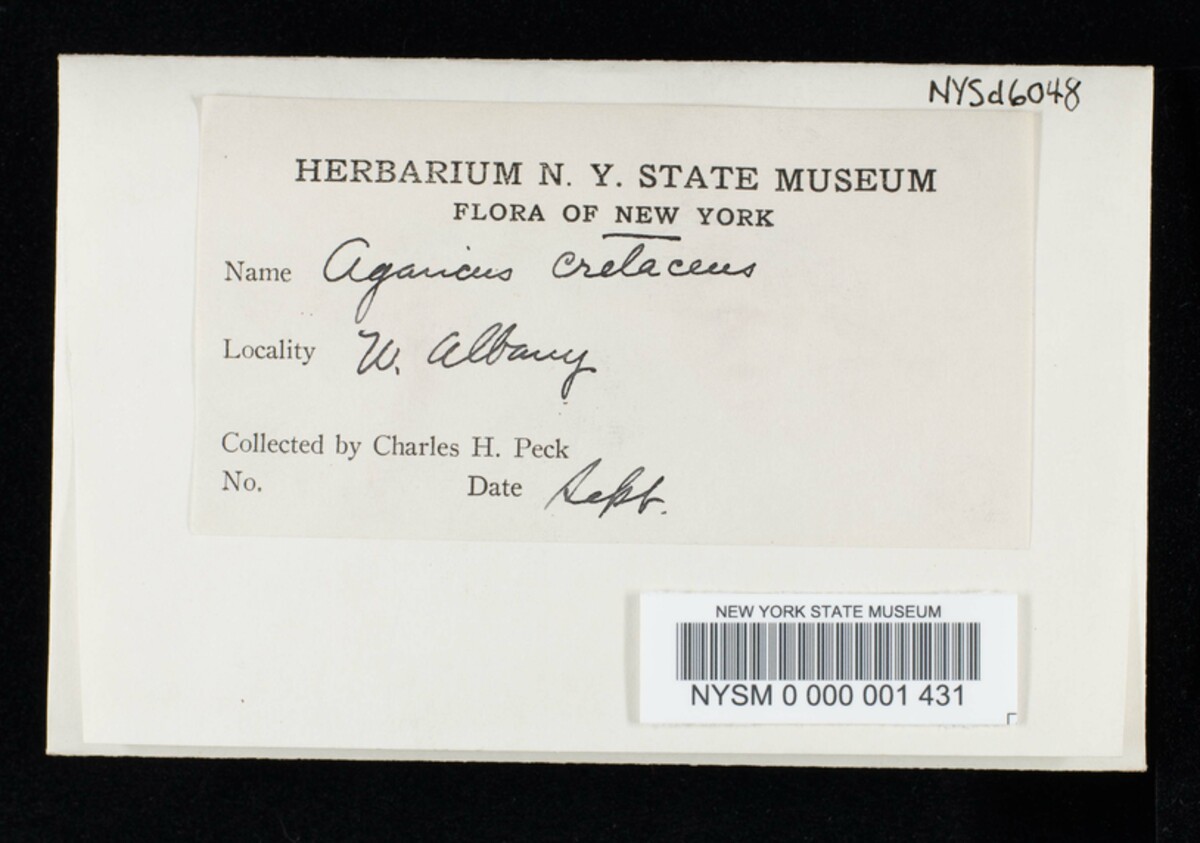 NYSd6048
HERBARIUM N. Y. STATE MUSEUM
FLORA OF NEW YORK
Name Agaricus cretaceus
Locality W. Albany
Collected by Charles H. Peck
No. Date Sept.
NEW YORK STATE MUSEUM
NYSM 0 000 001 431